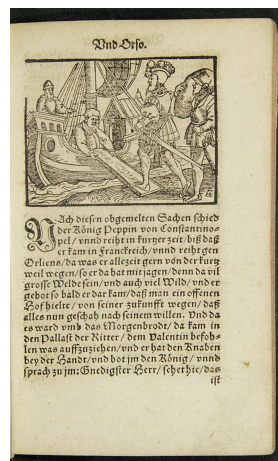 Vnd Orso.
NAch diesen obgemelten Sachen schied
der König Peppin von Constantino-
pel/ vnnd reiht in kurtzer zeit/ biß daß
er kam in Franckreich/ vnnd reiht gen
Orliens/ da was er allezeit gern von der kurtz
weil wegen/ so er da hat mit jagen/ denn da vil
grosse Welde sein/ vnd auch viel Wild/ vnd er
gebot so bald er dar kam/ daß man ein offenen
Hof hielte/ von seiner zukunfft wegen/ daß
alles nun geschah nach seinem willen. Vnd da
es ward vmb das Morgenbrodt/ da kam in
den Pallast der Ritter/ dem Valentin befoh-
len was auffzuziehen/ vnd er hat den Knaben
bey der Handt/ vnd bot jm den König/ vnnd
sprach zu jm: Gnedigster Herr/ sehet hie/ das
ist